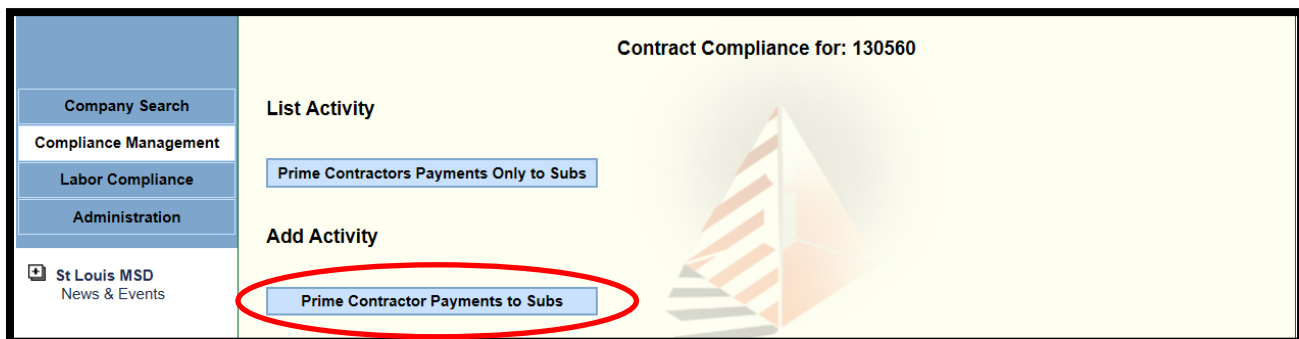 Contract Compliance for: 130560
Company Search
Compliance Management
Labor Compliance
Administration
St Louis MSD
News & Events
List Activity
Prime Contractors Payments Only to Subs
Add Activity
Prime Contractor Payments to Subs